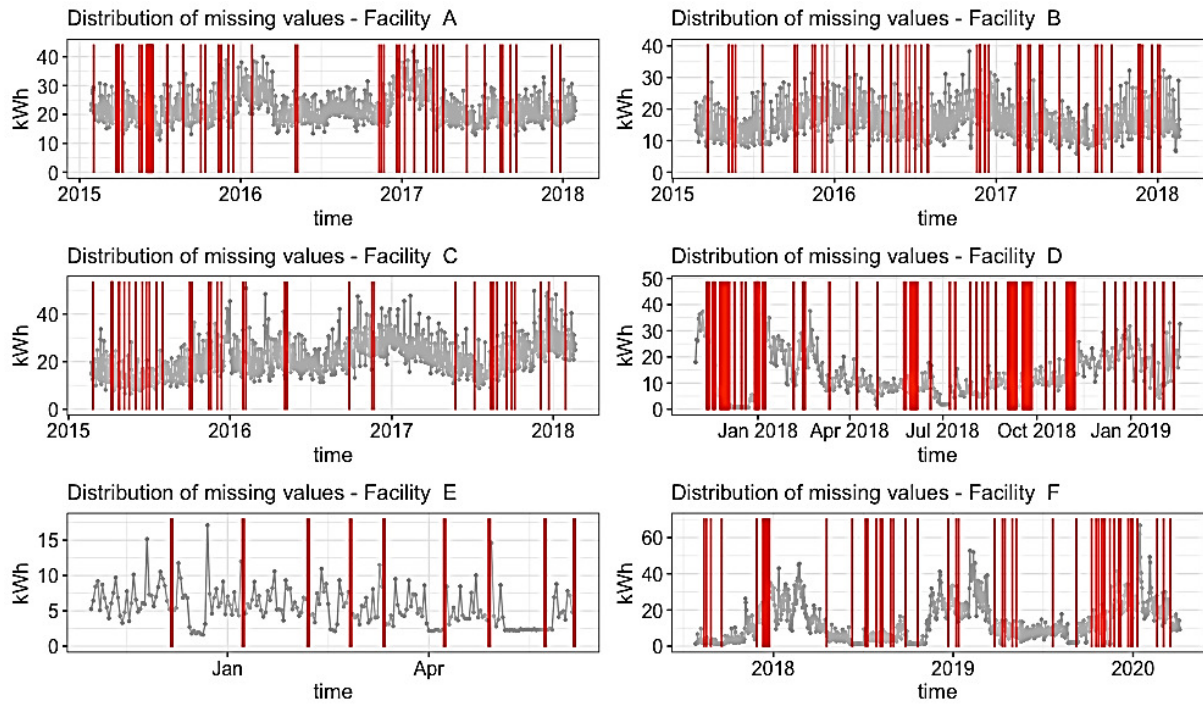 Distribution of missing values - Facility  A
kWh
40
30
20
10
0
2015
2016
2017
2018
time
Distribution of missing values - Facility  B
kWh
40
30
20
10
0
2015
2016
2017
2018
time
Distribution of missing values - Facility  C
kWh
40
20
0
2015
2016
2017
2018
time
Distribution of missing values - Facility  D
kWh
50
40
30
20
10
0
Jan 2018
Apr 2018
Jul 2018
Oct 2018
Jan 2019
time
Distribution of missing values - Facility  E
kWh
15
10
5
0
Jan
Apr
time
Distribution of missing values - Facility  F
kWh
60
40
20
0
2018
2019
2020
time